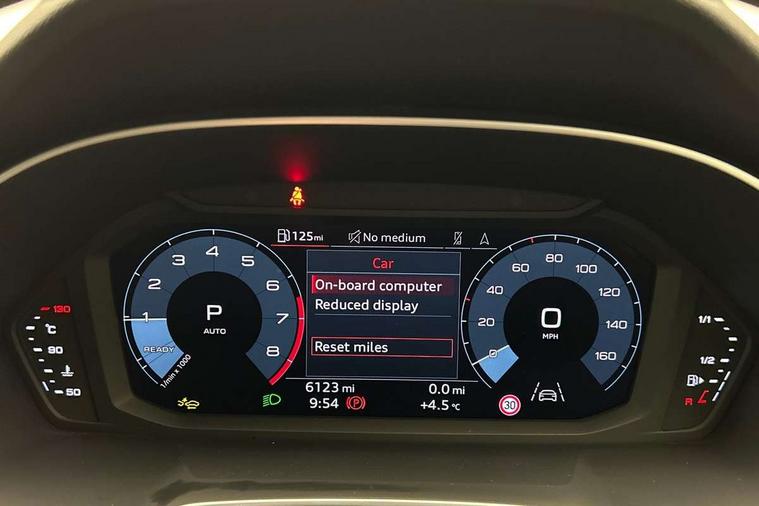 125mi
No medium
Car
On-board computer
Reduced display
Reset miles
1
2
3
4
5
6
7
8
P
AUTO
READY
1/min x 1000
0
20
40
60
80
100
120
140
160
0
MPH
6123 mi
0.0 mi
9:54
P
+4.5 °C
30
130
°C
90
50
1/1
1/2
R